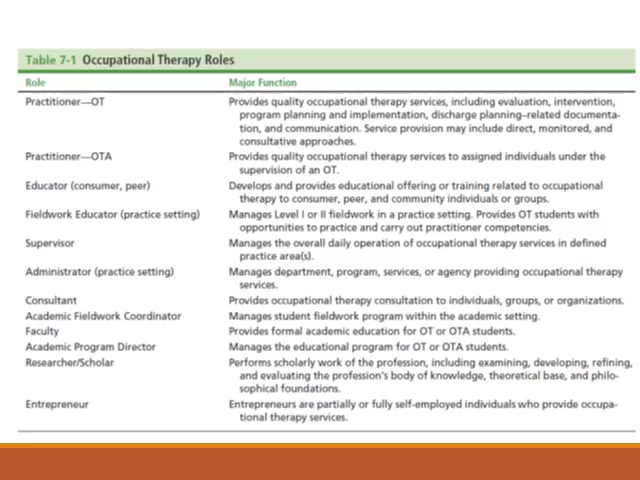 Table 7-1 Occupational Therapy Roles
Role Major Function
Practitioner—OT Provides quality occupational therapy services, including evaluation, intervention,
program planning and implementation, discharge planning–related documenta-
tion, and communication. Service provision may include direct, monitored, and
consultative approaches.
Practitioner—OTA Provides quality occupational therapy services to assigned individuals under the
supervision of an OT.
Educator (consumer, peer) Develops and provides educational offering or training related to occupational
therapy to consumer, peer, and community individuals or groups.
Fieldwork Educator (practice setting) Manages Level I or II fieldwork in a practice setting. Provides OT students with
opportunities to practice and carry out practitioner competencies.
Supervisor Manages the overall daily operation of occupational therapy services in defined
practice area(s).
Administrator (practice setting) Manages department, program, services, or agency providing occupational therapy
services.
Consultant Provides occupational therapy consultation to individuals, groups, or organizations.
Academic Fieldwork Coordinator Manages student fieldwork program within the academic setting.
Faculty Provides formal academic education for OT or OTA students.
Academic Program Director Manages the educational program for OT or OTA students.
Researcher/Scholar Performs scholarly work of the profession, including examining, developing, refining,
and evaluating the profession's body of knowledge, theoretical base, and philo-
sophical foundations.
Entrepreneur Entrepreneurs are partially or fully self-employed individuals who provide occupa-
tional therapy services.